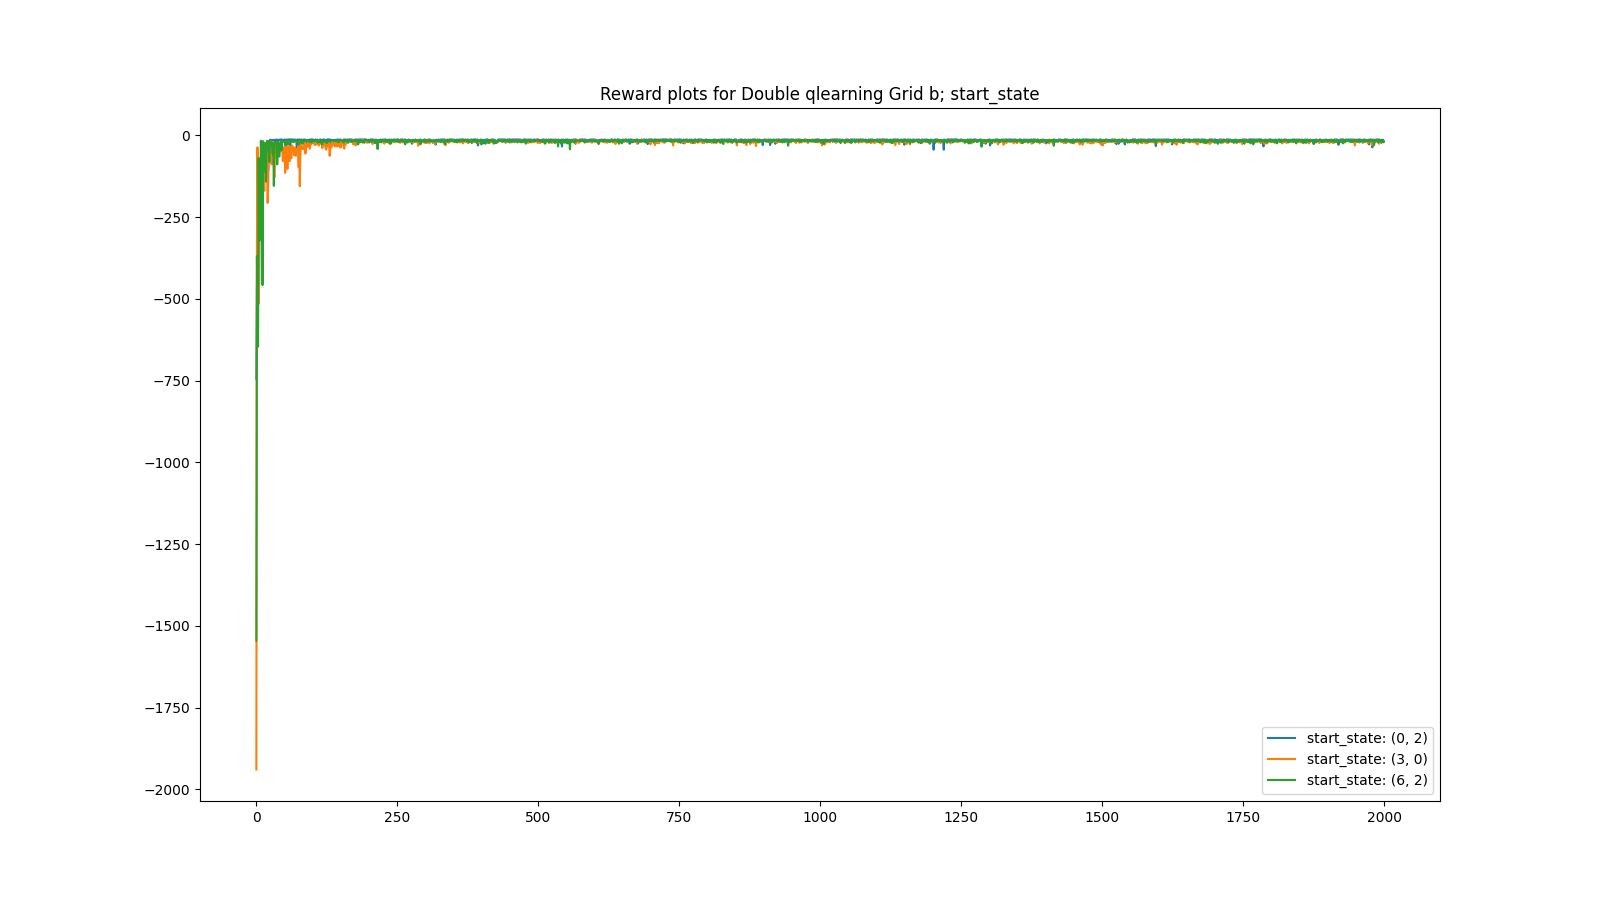 Reward plots for Double qlearning Grid b; start_state
0
−250
−500
−750
−1000
−1250
−1500
−1750
−2000
0 250 500 750 1000 1250 1500 1750 2000
start_state: (0, 2)
start_state: (3, 0)
start_state: (6, 2)